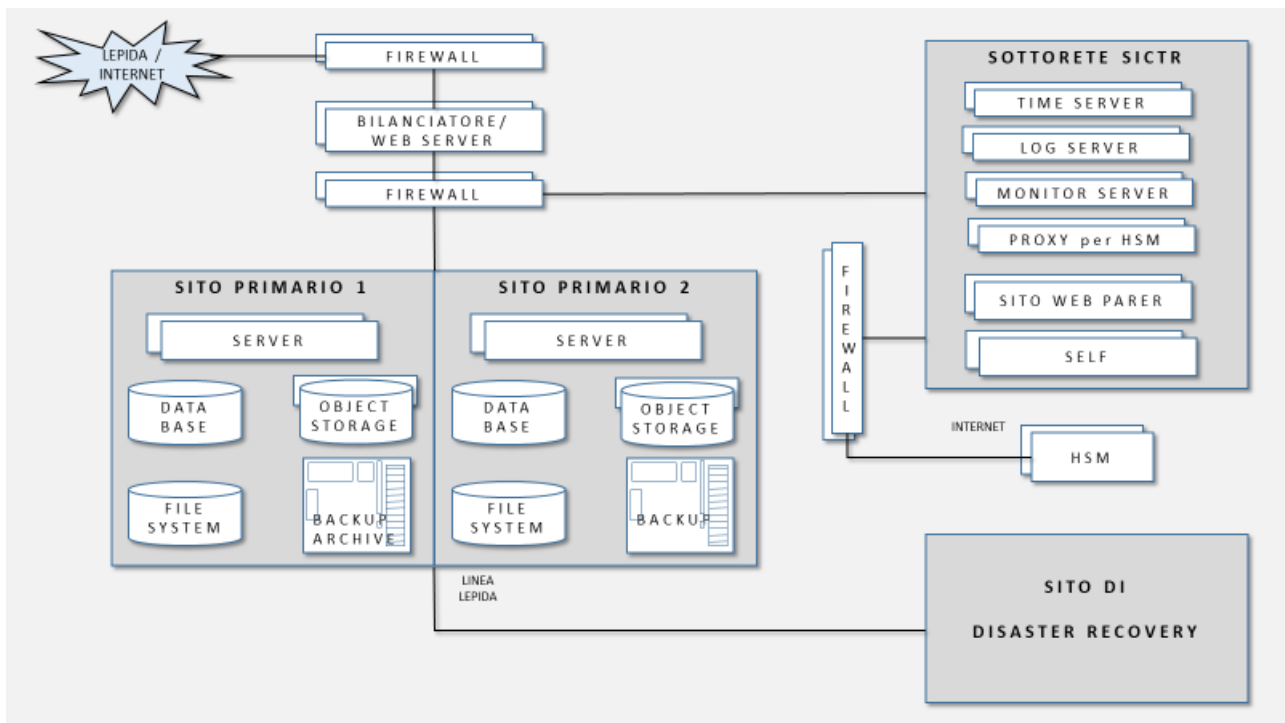 LEPIDA /
INTERNET
FIREWALL
BILANCIATORE/
WEB SERVER
FIREWALL
SOTTORETE SICTR
TIME SERVER
LOG SERVER
MONITOR SERVER
PROXY per HSM
SITO WEB PARER
SELF
FIREWALL
INTERNET
HSM
SITO PRIMARIO 1
SERVER
DATA
BASE
OBJECT
STORAGE
FILE
SYSTEM
BACKUP
ARCHIVE
SITO PRIMARIO 2
SERVER
DATA
BASE
OBJECT
STORAGE
FILE
SYSTEM
BACKUP
LINEA
LEPIDA
SITO DI
DISASTER RECOVERY